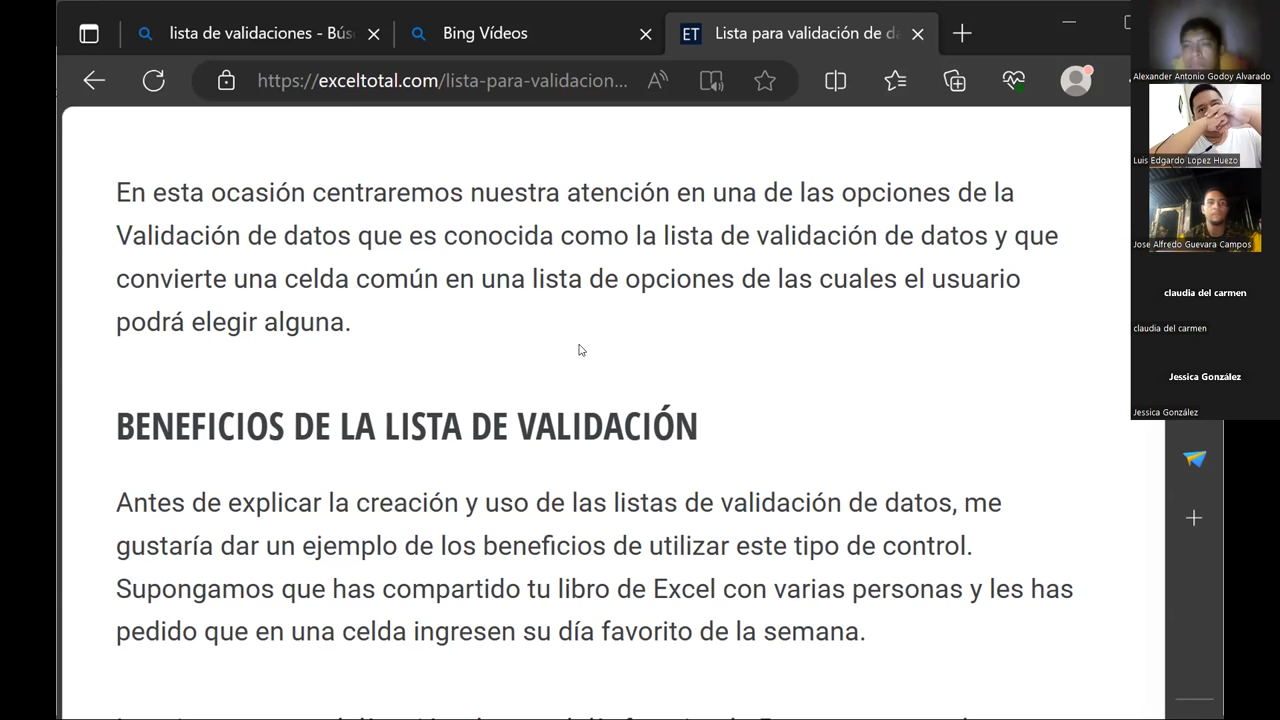 lista de validaciones - Bús
Bing Vídeos
ET
Lista para validación de da
https://exceltotal.com/lista-para-validacion...
En esta ocasión centraremos nuestra atención en una de las opciones de la
Validación de datos que es conocida como la lista de validación de datos y que
convierte una celda común en una lista de opciones de las cuales el usuario
podrá elegir alguna.
BENEFICIOS DE LA LISTA DE VALIDACIÓN
Antes de explicar la creación y uso de las listas de validación de datos, me
gustaría dar un ejemplo de los beneficios de utilizar este tipo de control.
Supongamos que has compartido tu libro de Excel con varias personas y les has
pedido que en una celda ingresen su día favorito de la semana.
Alexander Antonio Godoy Alvarado
Luis Edgardo Lopez Huezo
Jose Alfredo Guevara Campos
claudia del carmen
claudia del carmen
Jessica González
Jessica González